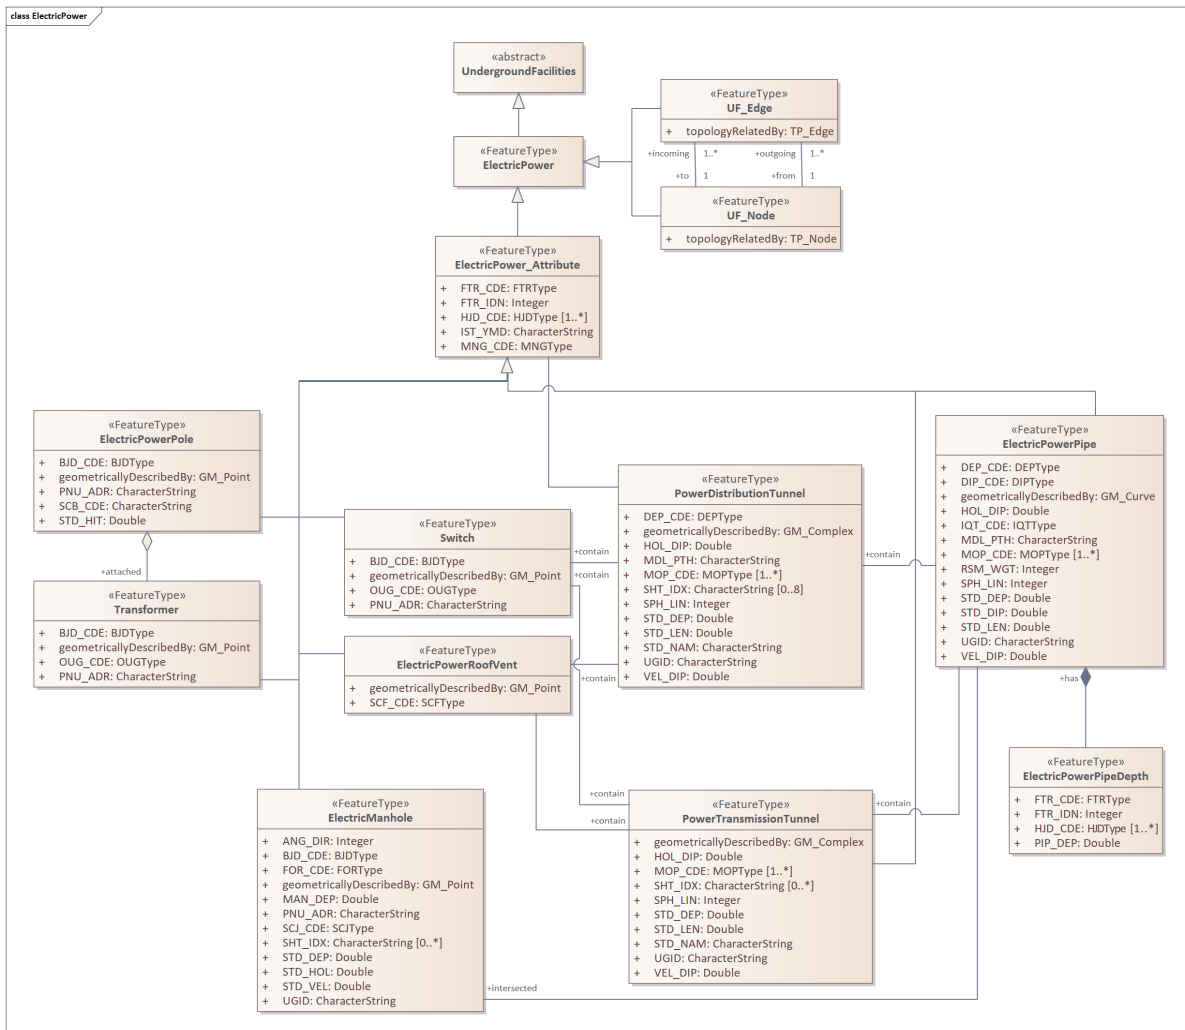 class ElectricPower
«abstract»
UndergroundFacilities
«FeatureType»
UF_Edge
+ topologyRelatedBy: TP_Edge
+incoming 1..* +outgoing 1..*
+to 1 +from 1
«FeatureType»
UF_Node
+ topologyRelatedBy: TP_Node
«FeatureType»
ElectricPower
«FeatureType»
ElectricPower_Attribute
+ FTR_CDE: FTRType
+ FTR_IDN: Integer
+ HJD_CDE: HJDType [1..*]
+ IST_YMD: CharacterString
+ MNG_CDE: MNGType
«FeatureType»
ElectricPowerPole
+ BJD_CDE: BJDType
+ geometricallyDescribedBy: GM_Point
+ PNU_ADR: CharacterString
+ SCB_CDE: CharacterString
+ STD_HIT: Double
+attached
«FeatureType»
Transformer
+ BJD_CDE: BJDType
+ geometricallyDescribedBy: GM_Point
+ OUG_CDE: OUGType
+ PNU_ADR: CharacterString
«FeatureType»
Switch
+ BJD_CDE: BJDType
+ geometricallyDescribedBy: GM_Point
+ OUG_CDE: OUGType
+ PNU_ADR: CharacterString
+contain
+contain
«FeatureType»
ElectricPowerRoofVent
+ geometricallyDescribedBy: GM_Point
+ SCF_CDE: SCFType
+contain
«FeatureType»
PowerDistributionTunnel
+ DEP_CDE: DEPType
+ geometricallyDescribedBy: GM_Complex
+ HOL_DIP: Double
+ MDL_PTH: CharacterString
+ MOP_CDE: MOPType [1..*]
+ SHT_IDX: CharacterString [0..8]
+ SPH_LIN: Integer
+ STD_DEP: Double
+ STD_LEN: Double
+ STD_NAM: CharacterString
+ UGID: CharacterString
+ VEL_DIP: Double
+contain
«FeatureType»
ElectricPowerPipe
+ DEP_CDE: DEPType
+ DIP_CDE: DIPType
+ geometricallyDescribedBy: GM_Curve
+ HOL_DIP: Double
+ IQT_CDE: IQTType
+ MDL_PTH: CharacterString
+ MOP_CDE: MOPType [1..*]
+ RSM_WGT: Integer
+ SPH_LIN: Integer
+ STD_DEP: Double
+ STD_DIP: Double
+ STD_LEN: Double
+ UGID: CharacterString
+ VEL_DIP: Double
+has
«FeatureType»
ElectricPowerPipeDepth
+ FTR_CDE: FTRType
+ FTR_IDN: Integer
+ HJD_CDE: HJDType [1..*]
+ PIP_DEP: Double
«FeatureType»
ElectricManhole
+ ANG_DIR: Integer
+ BJD_CDE: BJDType
+ FOR_CDE: FORType
+ geometricallyDescribedBy: GM_Point
+ MAN_DEP: Double
+ PNU_ADR: CharacterString
+ SCJ_CDE: SCJType
+ SHT_IDX: CharacterString [0..*]
+ STD_DEP: Double
+ STD_HOL: Double
+ STD_VEL: Double
+ UGID: CharacterString
+intersected
+contain
+contain
+contain
«FeatureType»
PowerTransmissionTunnel
+ geometricallyDescribedBy: GM_Complex
+ HOL_DIP: Double
+ MOP_CDE: MOPType [1..*]
+ SHT_IDX: CharacterString [0..*]
+ SPH_LIN: Integer
+ STD_DEP: Double
+ STD_LEN: Double
+ STD_NAM: CharacterString
+ UGID: CharacterString
+ VEL_DIP: Double